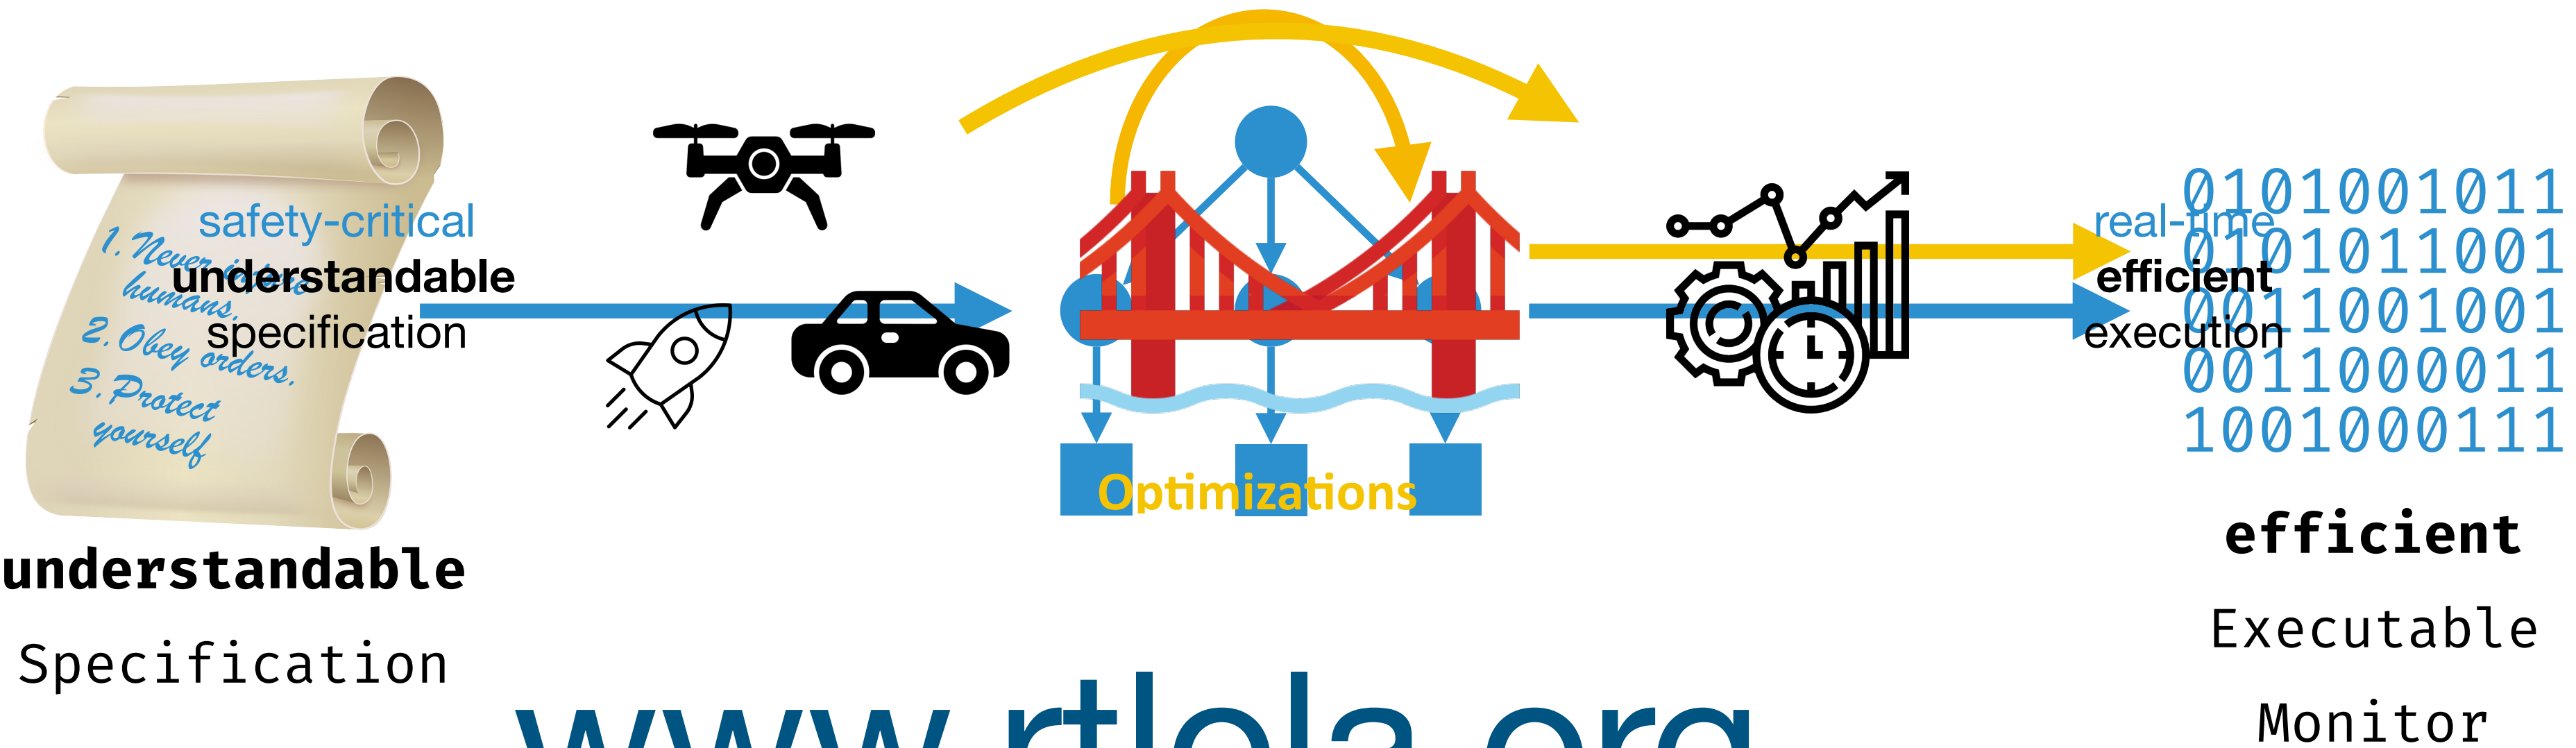 safety-critical
understandable
specification
1. Never injure
humans.
2. Obey orders.
3. Protect
yourself
understandable
Specification
Optimizations
real-time
efficient
execution
0101001011
0101011001
0011001001
0011000011
1001000111
efficient
Executable
Monitor
www.rtlola.org